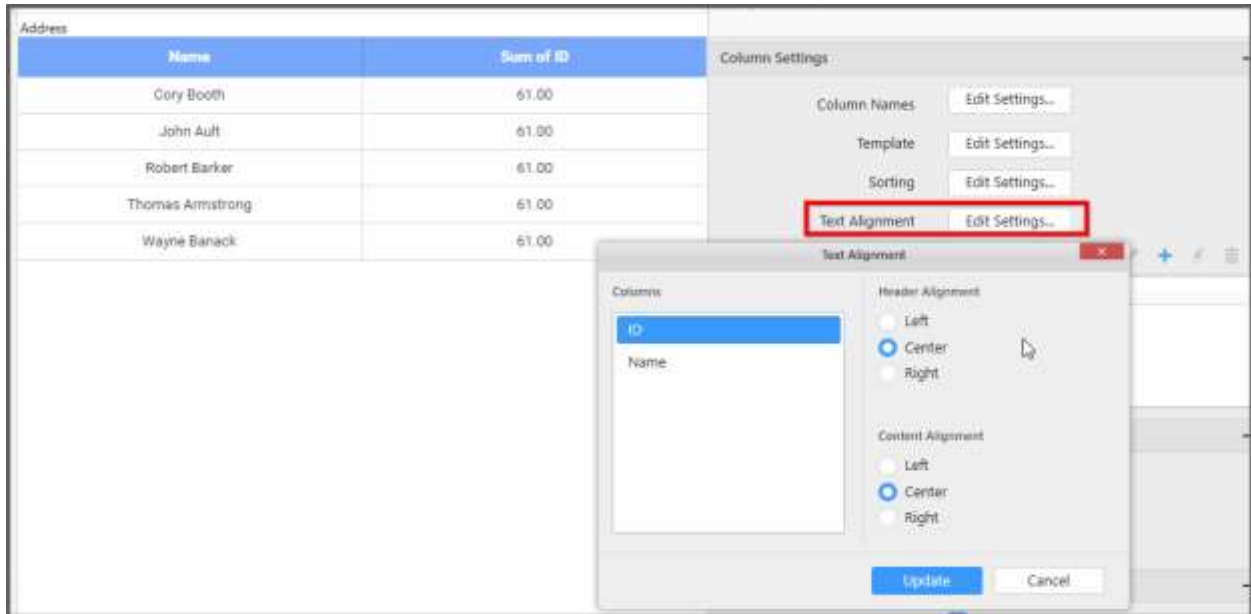 Address
Name Sum of ID
Cory Booth 61.00
John Ault 61.00
Robert Barker 61.00
Thomas Armstrong 61.00
Wayne Banack 61.00
Column Settings
Column Names Edit Settings...
Template Edit Settings...
Sorting Edit Settings...
Text Alignment Edit Settings...
Text Alignment
Columns
ID
Name
Header Alignment
Left
Center
Right
Content Alignment
Left
Center
Right
Update Cancel